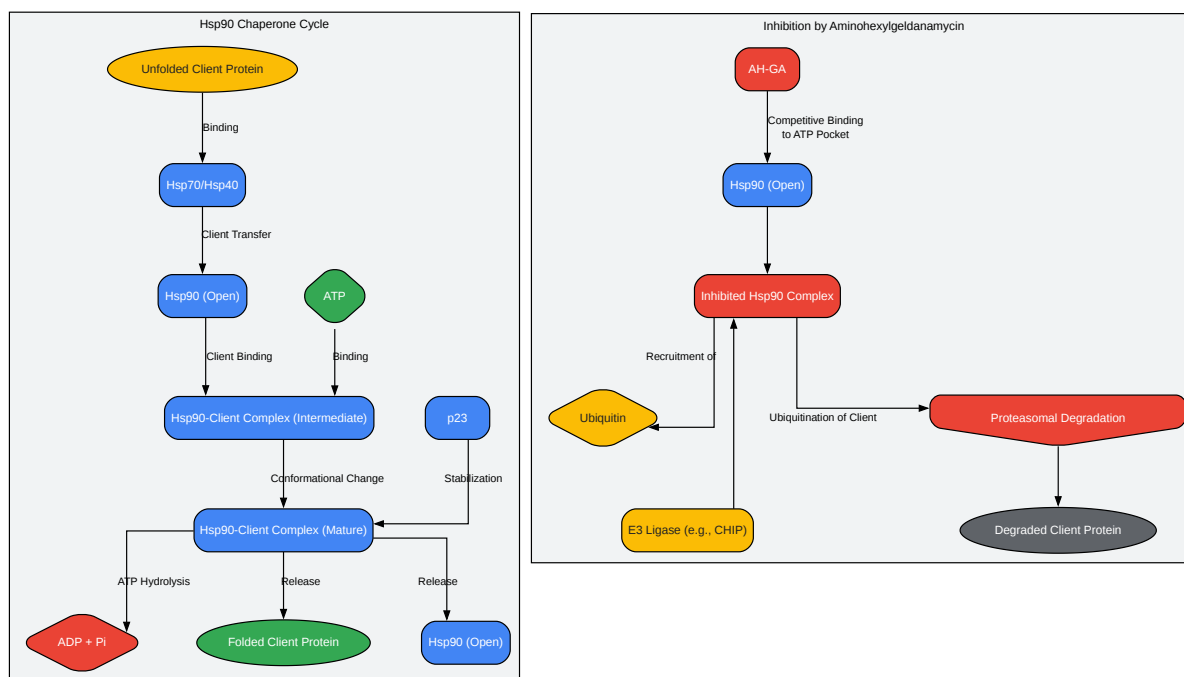 Hsp90 Chaperone Cycle
Unfolded Client Protein
Binding
Hsp70/Hsp40
Client Transfer
Hsp90 (Open)
ATP
Client Binding
Binding
Hsp90-Client Complex (Intermediate)
p23
Conformational Change
Stabilization
Hsp90-Client Complex (Mature)
ATP Hydrolysis
Release
Release
ADP + Pi
Folded Client Protein
Hsp90 (Open)
Inhibition by Aminohexylgeldanamycin
AH-GA
Competitive Binding
to ATP Pocket
Hsp90 (Open)
Inhibited Hsp90 Complex
Recruitment of
Ubiquitin
Ubiquitination of Client
Proteasomal Degradation
E3 Ligase (e.g., CHIP)
Degraded Client Protein